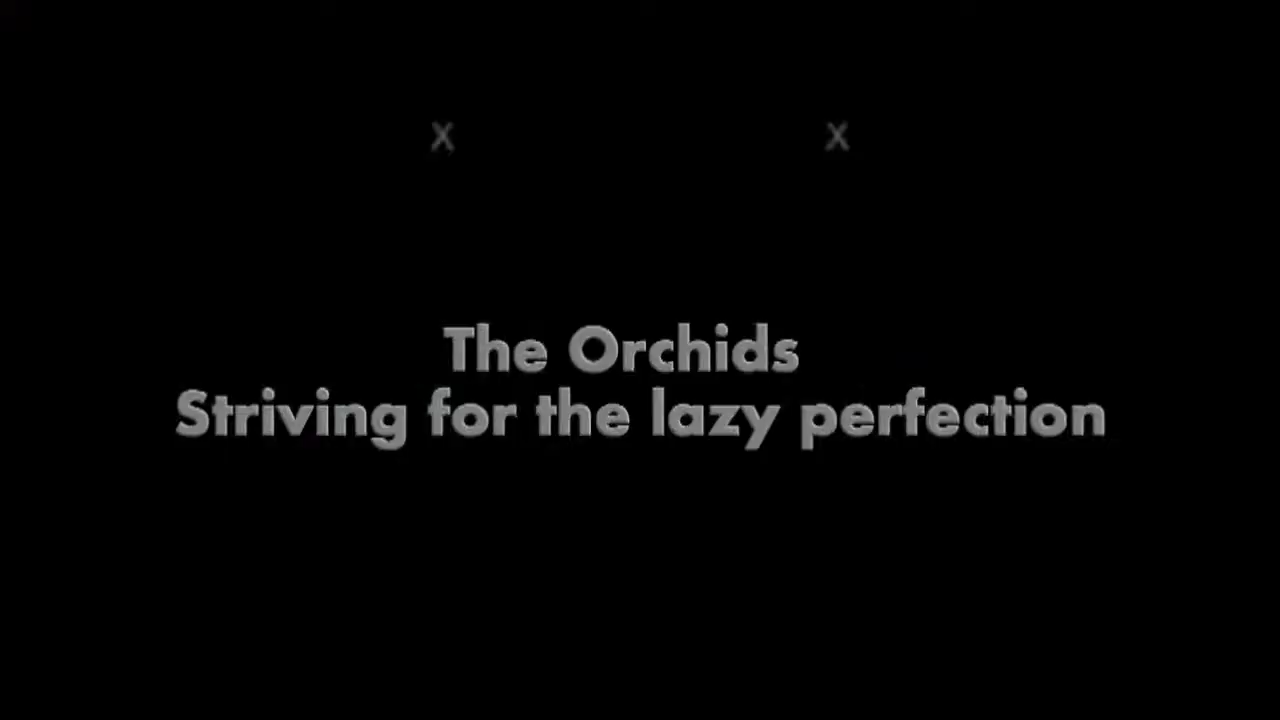 x x
The Orchids
Striving for the lazy perfection